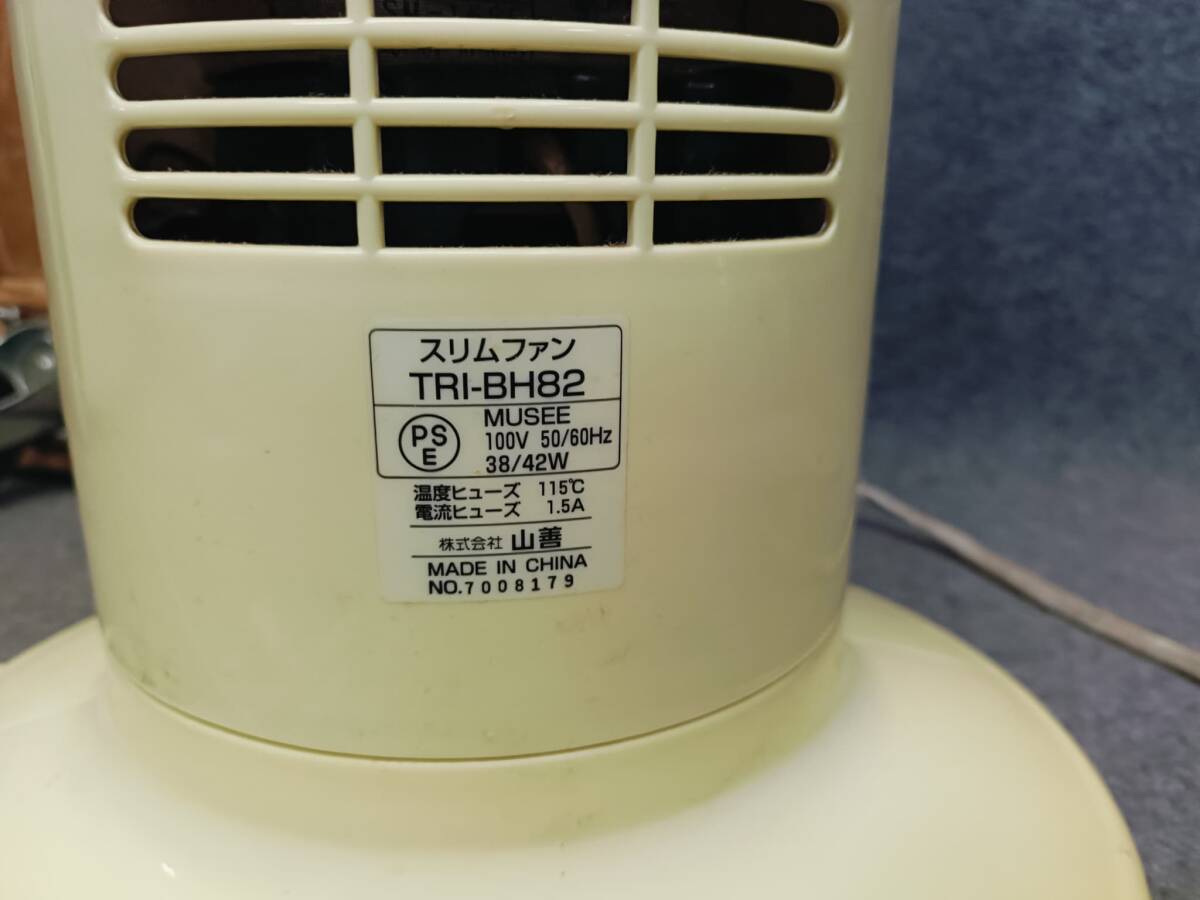 スリムファン
TRI-BH82
PS
E
MUSEE
100V 50/60Hz
38/42W
温度ヒューズ 115℃
電流ヒューズ 1.5A
株式会社 山善
MADE IN CHINA
NO.7008179